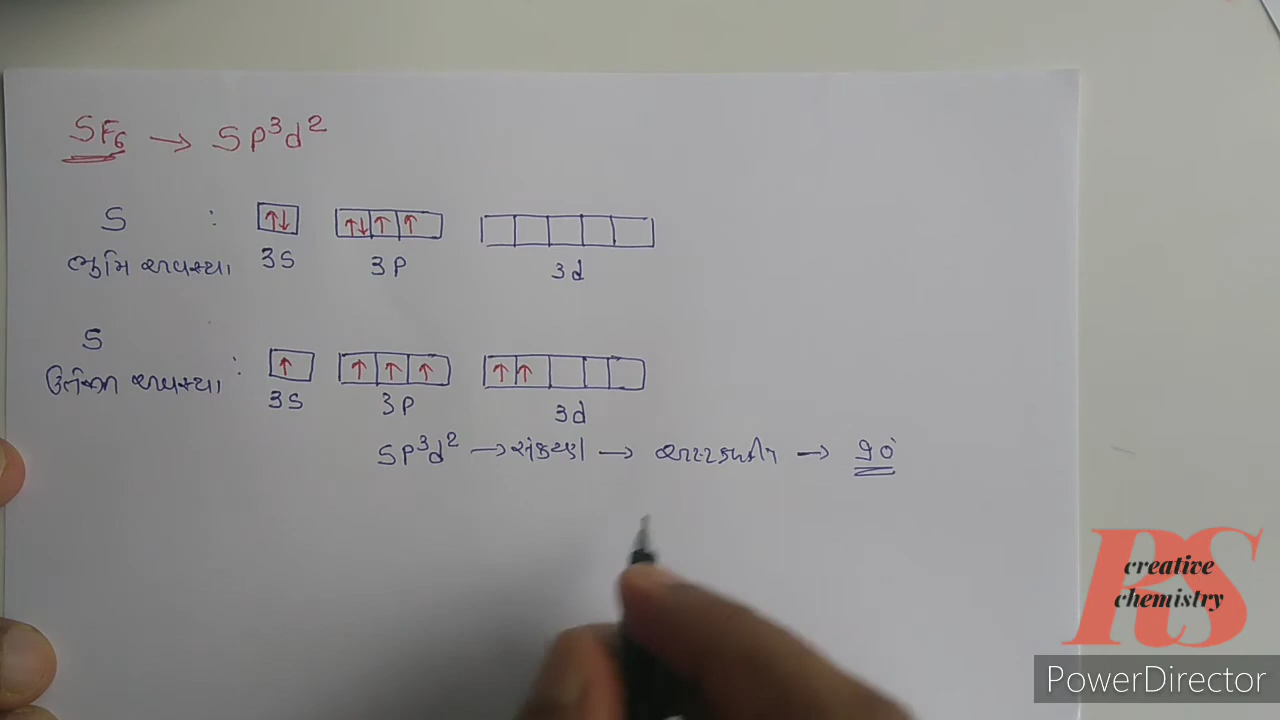 SF₆ → SP³d²
S :
3S 3P 3d
ભૂમિ અવસ્થા
S
ઉત્તેજીત અવસ્થા :
3S 3P 3d
SP³d² → સંકરણ → અષ્ટફલકીય → 90°
RS
creative
chemistry
PowerDirector